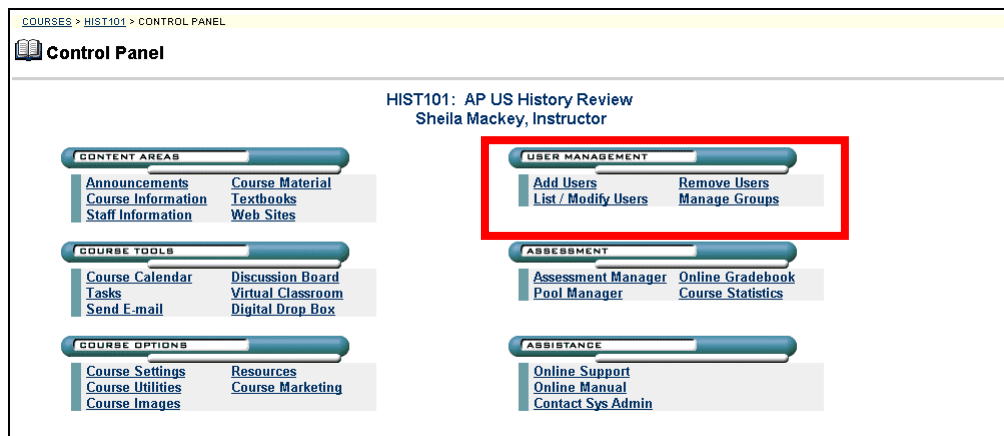 COURSES > HIST101 > CONTROL PANEL
Control Panel
HIST101: AP US History Review
Sheila Mackey, Instructor
CONTENT AREAS
Announcements Course Material
Course Information Textbooks
Staff Information Web Sites
USER MANAGEMENT
Add Users Remove Users
List / Modify Users Manage Groups
COURSE TOOLS
Course Calendar Discussion Board
Tasks Virtual Classroom
Send E-mail Digital Drop Box
ASSESSMENT
Assessment Manager Online Gradebook
Pool Manager Course Statistics
COURSE OPTIONS
Course Settings Resources
Course Utilities Course Marketing
Course Images
ASSISTANCE
Online Support
Online Manual
Contact Sys Admin